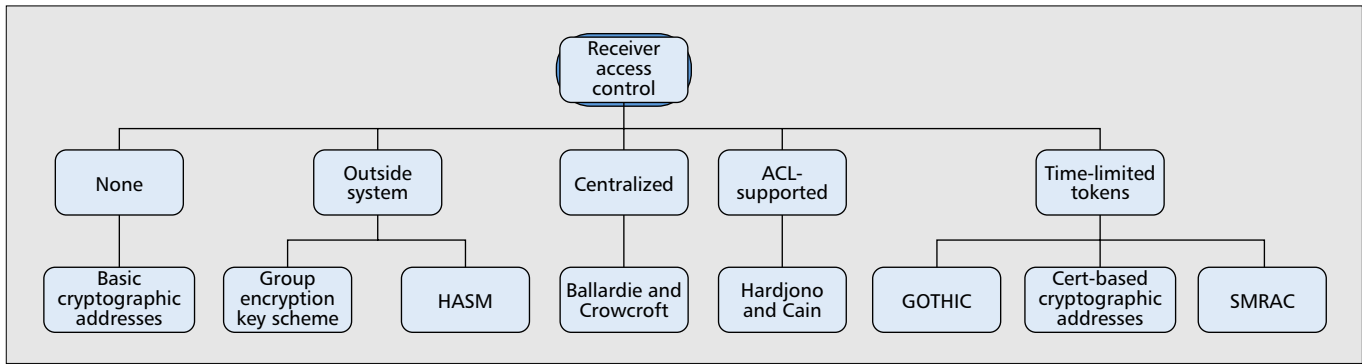 Receiver
access
control
None
Outside
system
Centralized
ACL-
supported
Time-limited
tokens
Basic
cryptographic
addresses
Group
encryption
key scheme
HASM
Ballardie and
Crowcroft
Hardjono
and Cain
GOTHIC
Cert-based
cryptographic
addresses
SMRAC